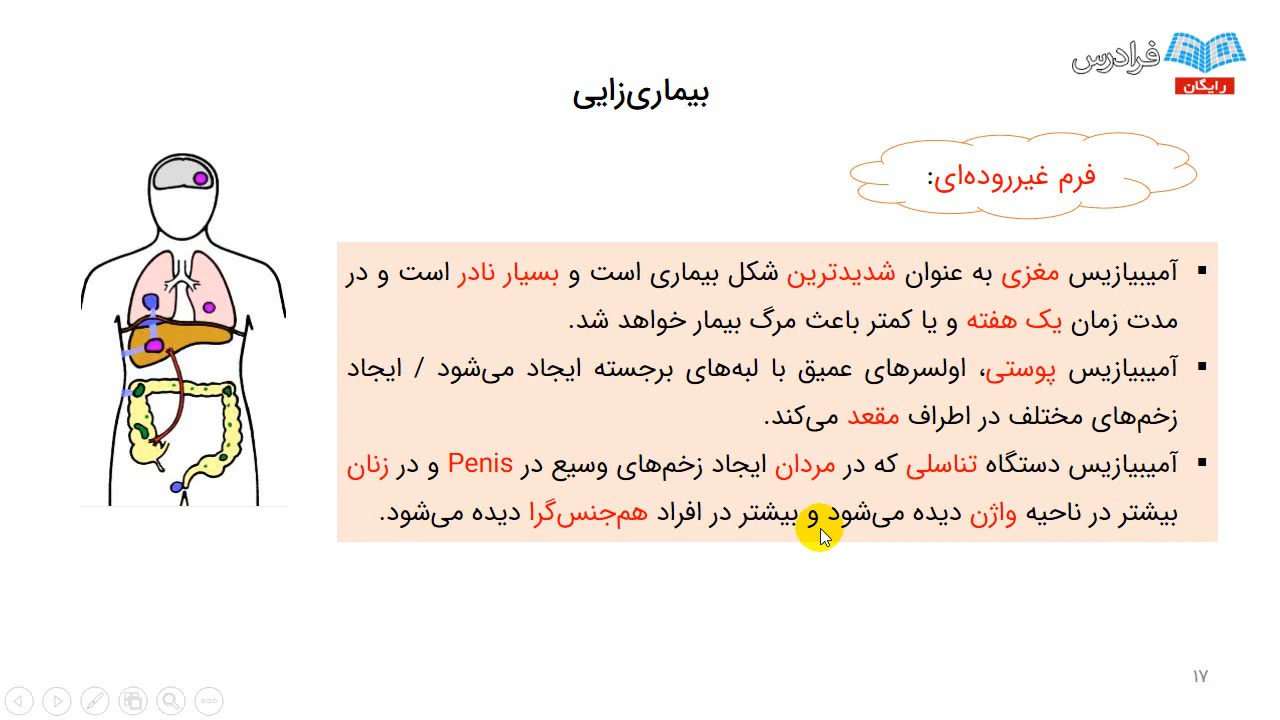 فرادرس
رایگان
بیماری‌زایی
فرم غیرروده‌ای:
▪ آمیبیازیس مغزی به عنوان شدیدترین شکل بیماری است و بسیار نادر است و در
مدت زمان یک هفته و یا کمتر باعث مرگ بیمار خواهد شد.
▪ آمیبیازیس پوستی، اولسرهای عمیق با لبه‌های برجسته ایجاد می‌شود / ایجاد
زخم‌های مختلف در اطراف مقعد می‌کند.
▪ آمیبیازیس دستگاه تناسلی که در مردان ایجاد زخم‌های وسیع در Penis و در زنان
بیشتر در ناحیه واژن دیده می‌شود و بیشتر در افراد هم‌جنس‌گرا دیده می‌شود.
۱۷